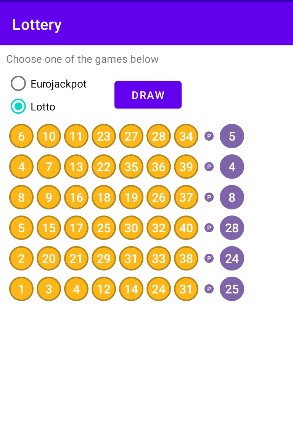 Lottery
Choose one of the games below
Eurojackpot
DRAW
Lotto
6 10 11 23 27 28 34 P 5
4 7 13 22 35 36 39 P 4
8 9 16 18 19 26 37 P 8
5 15 17 25 30 32 40 P 28
2 20 21 29 31 33 38 P 24
1 3 4 12 14 24 31 P 25